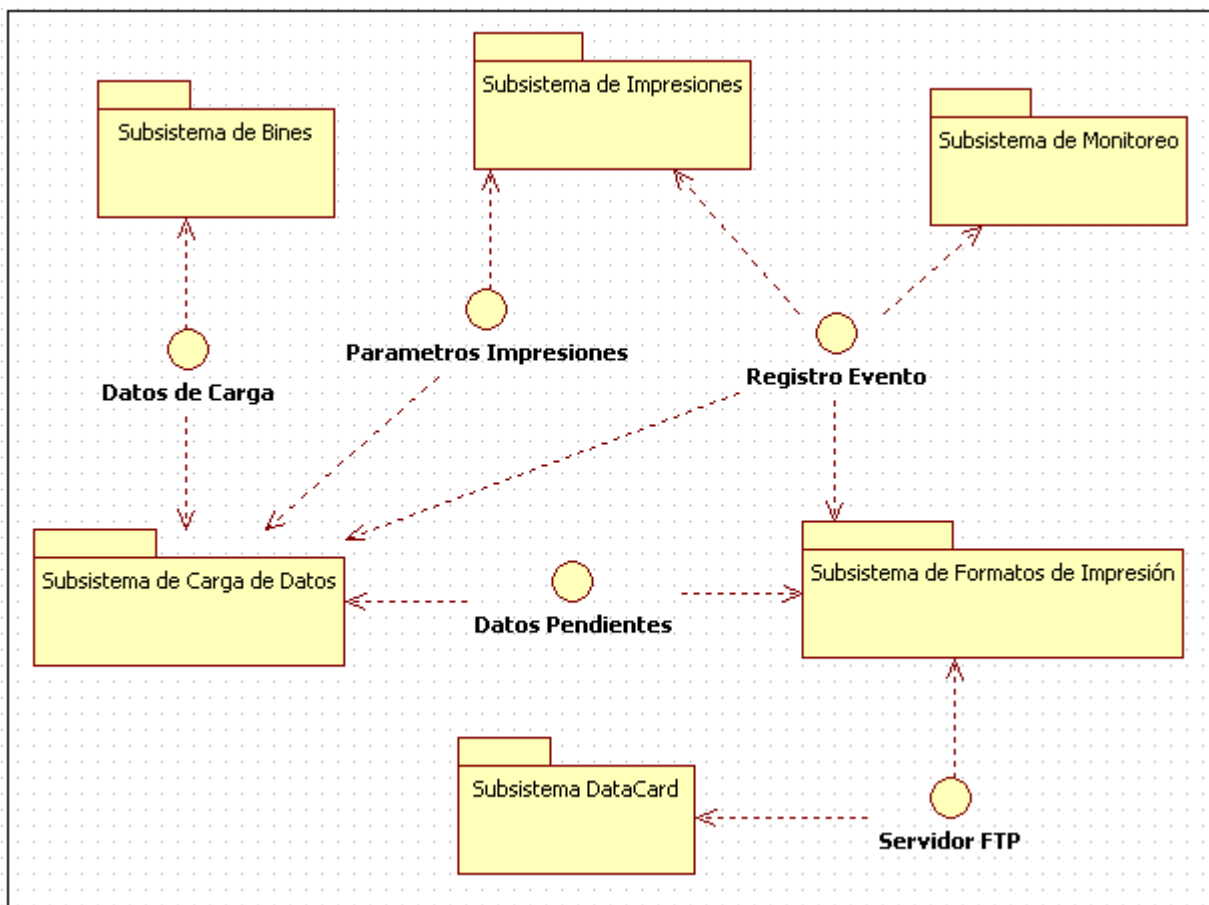 Subsistema de Impresiones
Subsistema de Bines
Subsistema de Monitoreo
Parametros Impresiones
Datos de Carga
Registro Evento
Subsistema de Carga de Datos
Subsistema de Formatos de Impresión
Datos Pendientes
Subsistema DataCard
Servidor FTP